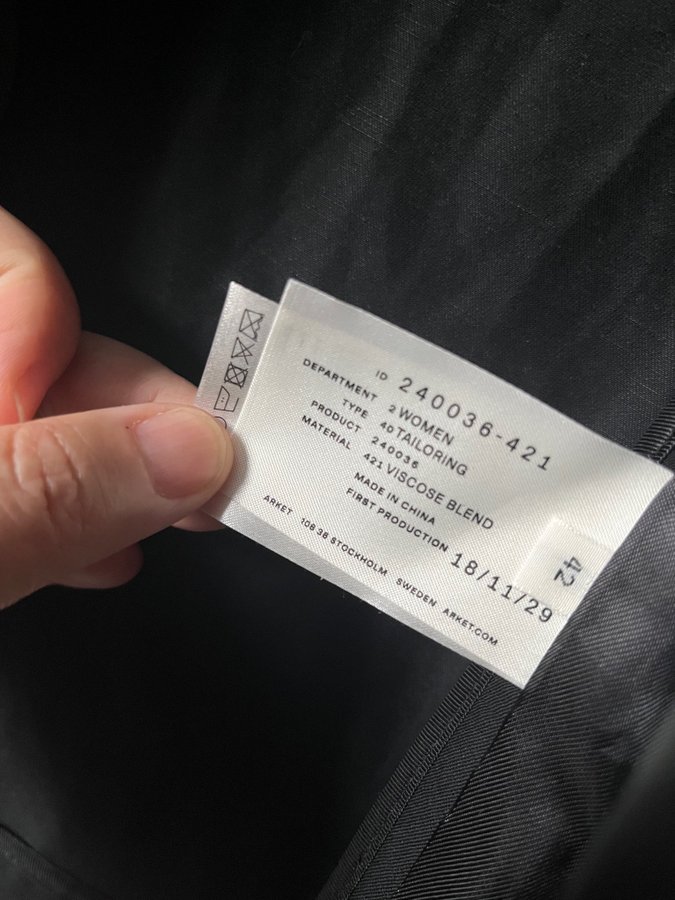 ID 240036-421
DEPARTMENT 2 WOMEN
TYPE 4D TAILORING
PRODUCT 240036
MATERIAL 421 VISCOSE BLEND
MADE IN CHINA
FIRST PRODUCTION 18/11/29
ARKET 106 38 STOCKHOLM SWEDEN ARKET.COM
42